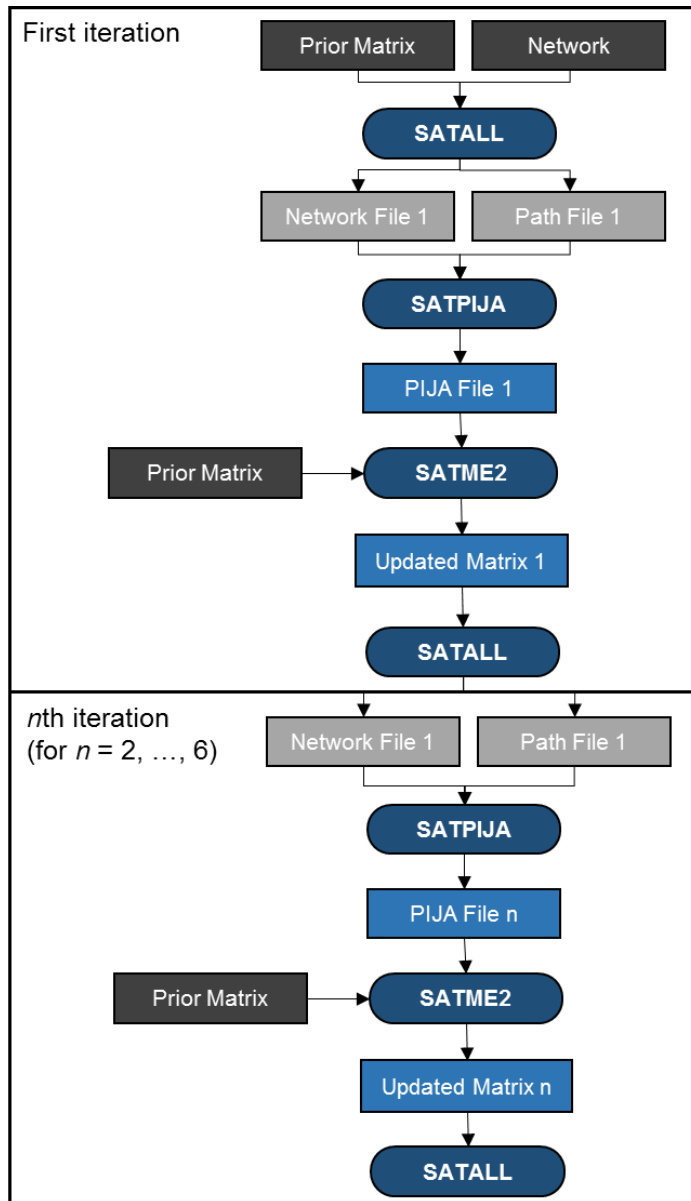 First iteration
Prior Matrix
Network
SATALL
Network File 1
Path File 1
SATPIJA
PIJA File 1
Prior Matrix
SATME2
Updated Matrix 1
SATALL
nth iteration
(for n = 2, …, 6)
Network File 1
Path File 1
SATPIJA
PIJA File n
Prior Matrix
SATME2
Updated Matrix n
SATALL